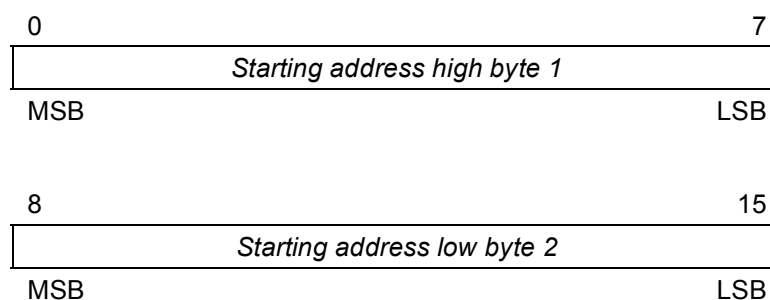 0 7
Starting address high byte 1
MSB LSB
8 15
Starting address low byte 2
MSB LSB